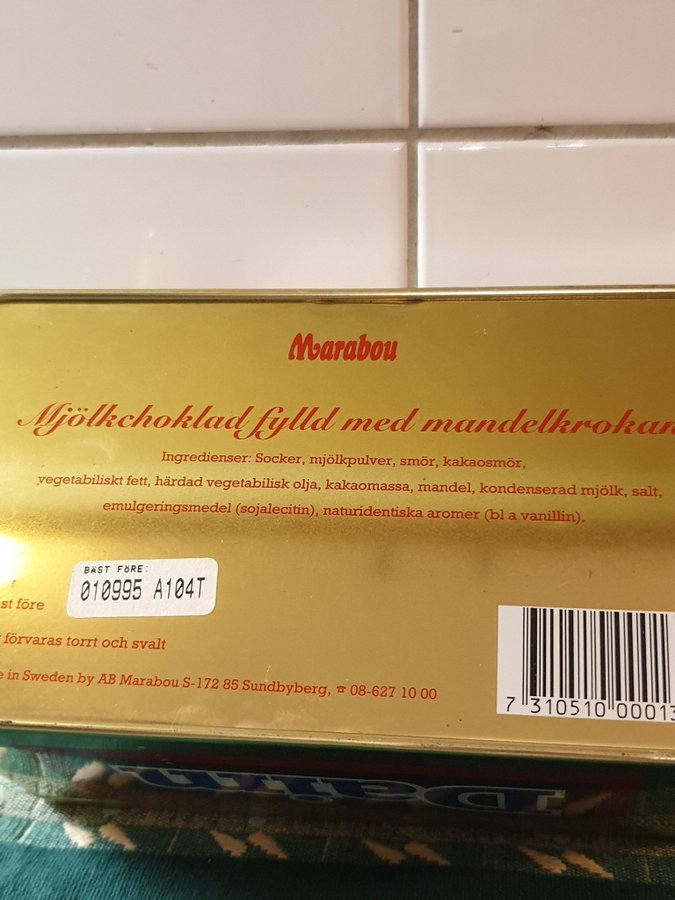 Marabou
Mjölkchoklad fylld med mandelkrokan
Ingredienser: Socker, mjölkpulver, smör, kakaosmör,
vegetabiliskt fett, härdad vegetabilisk olja, kakaomassa, mandel, kondenserad mjölk, salt,
emulgeringsmedel (sojalecitin), naturidentiska aromer (bl a vanillin).
BÄST FÖRE:
010995 A104T
st före
förvaras torrt och svalt
e in Sweden by AB Marabou S-172 85 Sundbyberg, ☎ 08-627 10 00
7 310510 00013
Daim